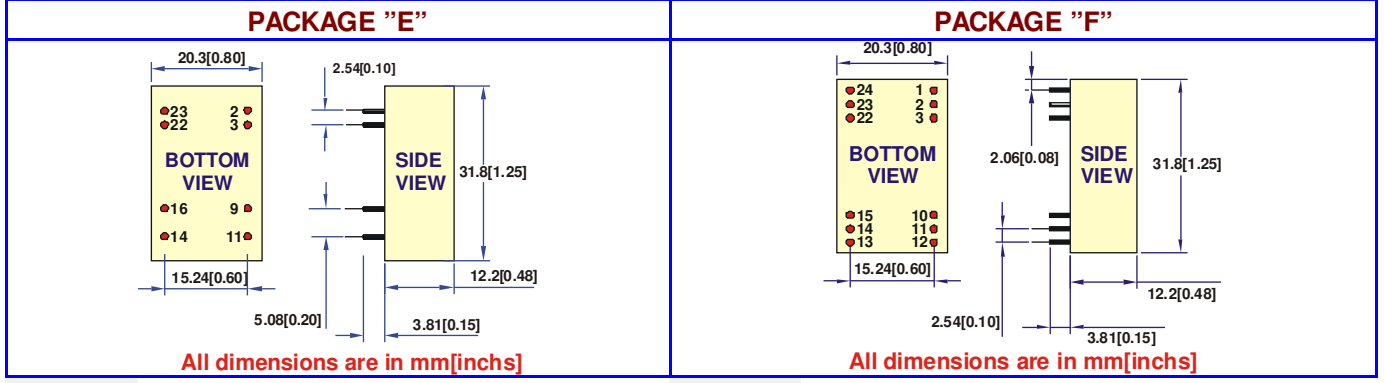 PACKAGE ”E”
20.3[0.80]
2.54[0.10]
23 2
22 3
BOTTOM
VIEW
SIDE
VIEW
31.8[1.25]
16 9
14 11
15.24[0.60]
12.2[0.48]
5.08[0.20]
3.81[0.15]
All dimensions are in mm[inchs]
PACKAGE ”F”
20.3[0.80]
24 1
23 2
22 3
BOTTOM
VIEW
2.06[0.08]
SIDE
VIEW
31.8[1.25]
15 10
14 11
13 12
15.24[0.60]
12.2[0.48]
2.54[0.10]
3.81[0.15]
All dimensions are in mm[inchs]